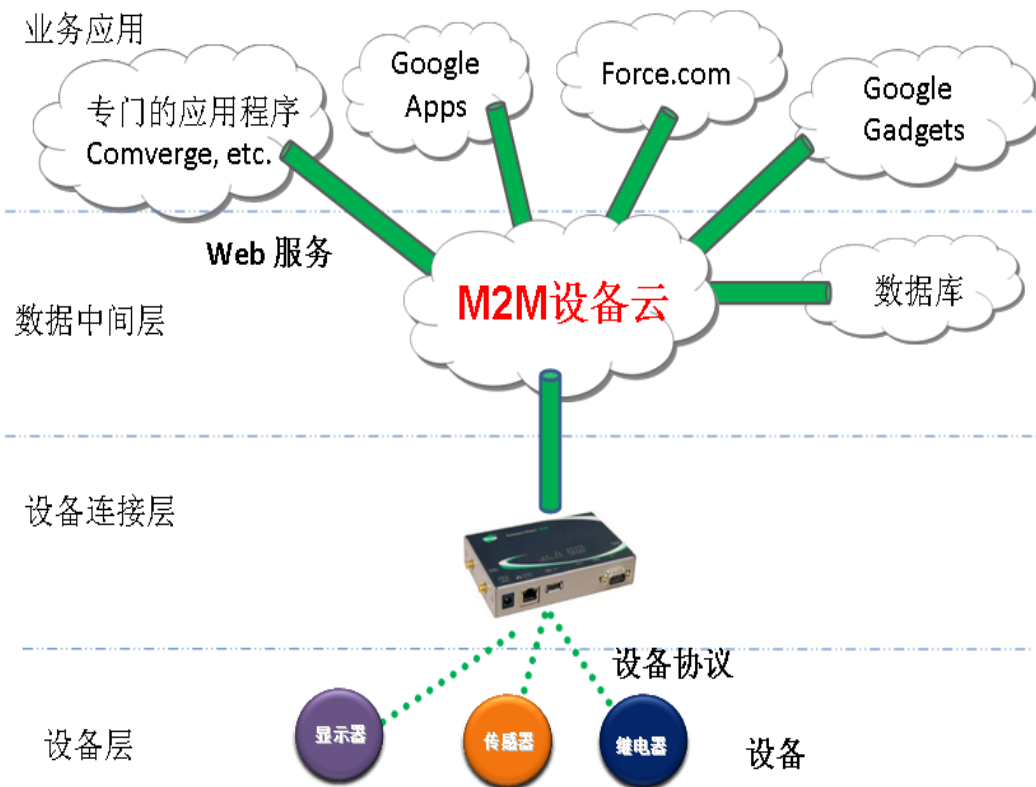 业务应用
Google
Apps
Force.com
Google
Gadgets
专门的应用程序
Comverge, etc.
Web 服务
M2M设备云
数据库
数据中间层
设备连接层
设备协议
显示器
传感器
继电器
设备层
设备